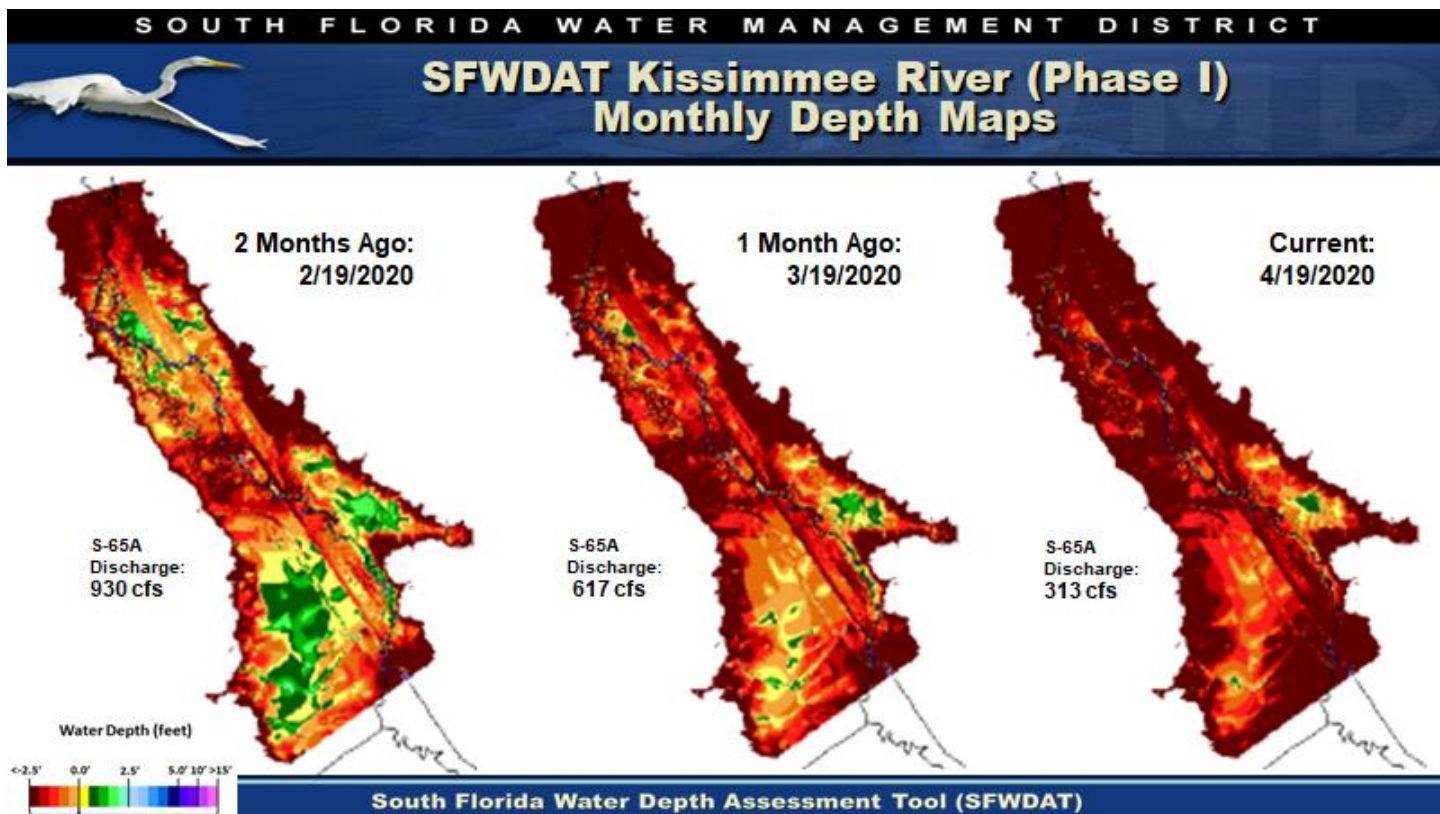 SOUTH FLORIDA WATER MANAGEMENT DISTRICT
SFWDAT Kissimmee River (Phase I)
Monthly Depth Maps
2 Months Ago:
2/19/2020
1 Month Ago:
3/19/2020
Current:
4/19/2020
S-65A
Discharge:
930 cfs
S-65A
Discharge:
617 cfs
S-65A
Discharge:
313 cfs
Water Depth (feet)
<-2.5' 0.0' 2.5' 5.0' 10' >15'
South Florida Water Depth Assessment Tool (SFWDAT)